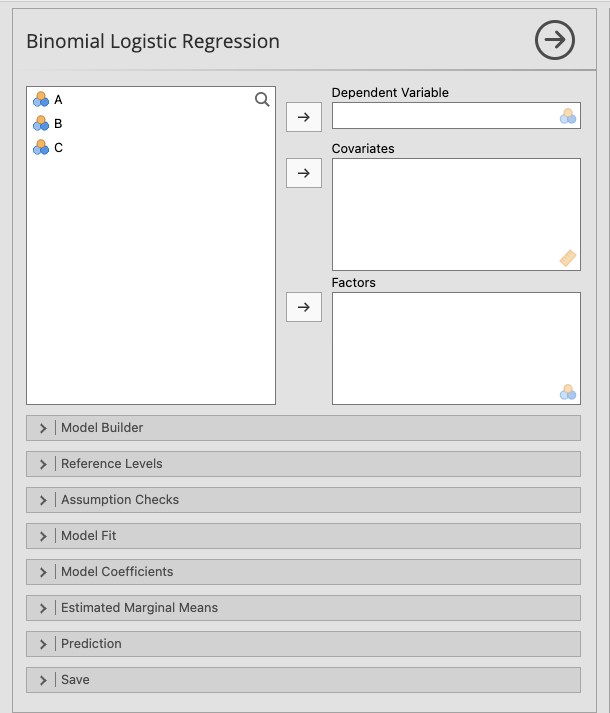 Binomial Logistic Regression
A
B
C
Dependent Variable
Covariates
Factors
Model Builder
Reference Levels
Assumption Checks
Model Fit
Model Coefficients
Estimated Marginal Means
Prediction
Save